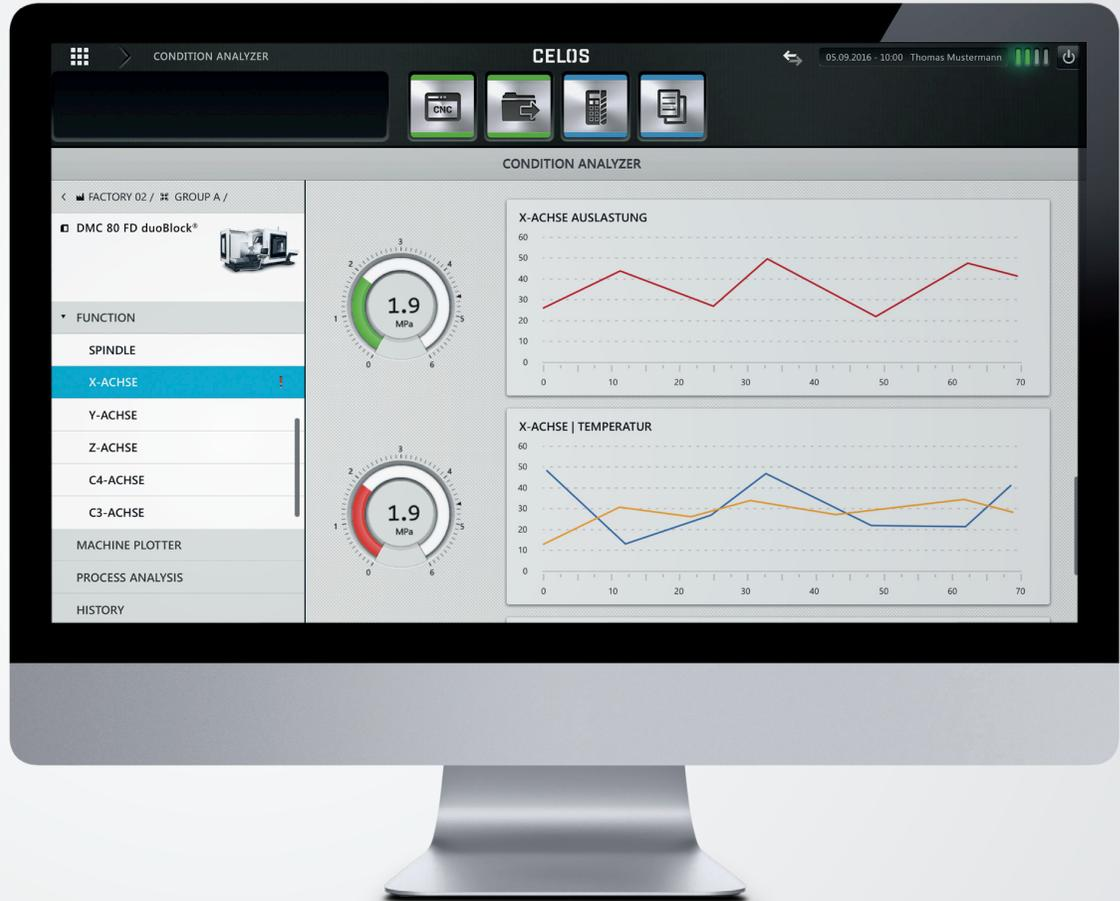 CONDITION ANALYZER
CELOS
05.09.2016 - 10:00 Thomas Mustermann
CNC
CONDITION ANALYZER
FACTORY 02 / GROUP A /
DMC 80 FD duoBlock®
FUNCTION
SPINDLE
X-ACHSE !
Y-ACHSE
Z-ACHSE
C4-ACHSE
C3-ACHSE
MACHINE PLOTTER
PROCESS ANALYSIS
HISTORY
0 1 2 3 4 5 6
1.9
MPa
0 1 2 3 4 5 6
1.9
MPa
X-ACHSE AUSLASTUNG
60
50
40
30
20
10
0
0 10 20 30 40 50 60 70
X-ACHSE | TEMPERATUR
60
50
40
30
20
10
0
0 10 20 30 40 50 60 70